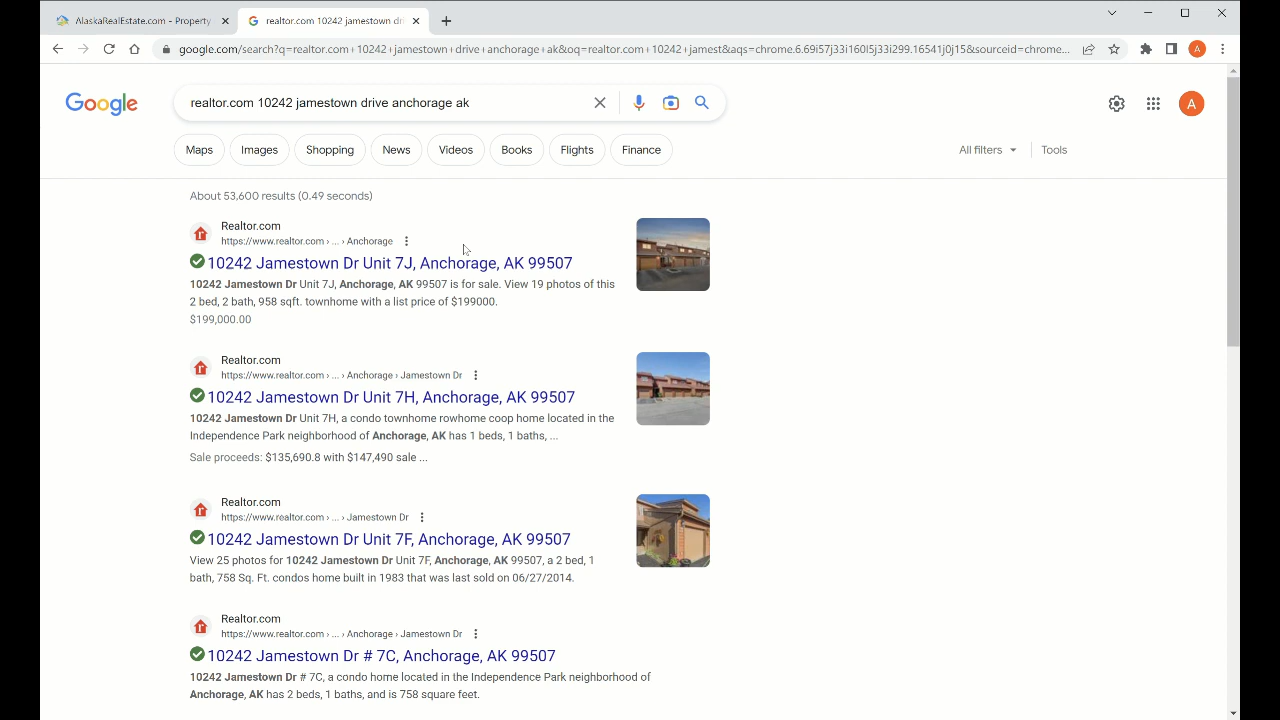 AlaskaRealEstate.com - Property
realtor.com 10242 jamestown dri
google.com/search?q=realtor.com+10242+jamestown+drive+anchorage+ak&oq=realtor.com+10242+jamest&aqs=chrome.6.69i57j33i160l5j33i299.16541j0j15&sourceid=chrome...
A
Google
realtor.com 10242 jamestown drive anchorage ak
A
Maps
Images
Shopping
News
Videos
Books
Flights
Finance
All filters
Tools
About 53,600 results (0.49 seconds)
Realtor.com
https://www.realtor.com › ... › Anchorage
10242 Jamestown Dr Unit 7J, Anchorage, AK 99507
10242 Jamestown Dr Unit 7J, Anchorage, AK 99507 is for sale. View 19 photos of this
2 bed, 2 bath, 958 sqft. townhome with a list price of $199000.
$199,000.00
Realtor.com
https://www.realtor.com › ... › Anchorage › Jamestown Dr
10242 Jamestown Dr Unit 7H, Anchorage, AK 99507
10242 Jamestown Dr Unit 7H, a condo townhome rowhome coop home located in the
Independence Park neighborhood of Anchorage, AK has 1 beds, 1 baths, ...
Sale proceeds: $135,690.8 with $147,490 sale ...
Realtor.com
https://www.realtor.com › ... › Jamestown Dr
10242 Jamestown Dr Unit 7F, Anchorage, AK 99507
View 25 photos for 10242 Jamestown Dr Unit 7F, Anchorage, AK 99507, a 2 bed, 1
bath, 758 Sq. Ft. condos home built in 1983 that was last sold on 06/27/2014.
Realtor.com
https://www.realtor.com › ... › Anchorage › Jamestown Dr
10242 Jamestown Dr # 7C, Anchorage, AK 99507
10242 Jamestown Dr # 7C, a condo home located in the Independence Park neighborhood of
Anchorage, AK has 2 beds, 1 baths, and is 758 square feet.